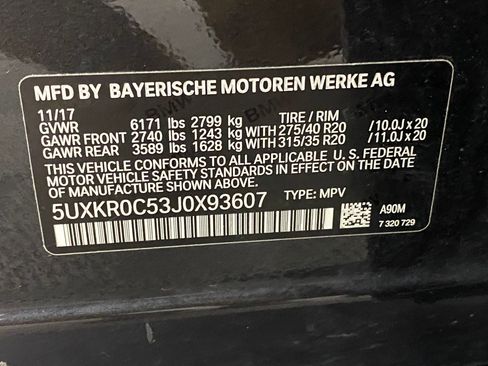 MFD BY BAYERISCHE MOTOREN WERKE AG
11/17
GVWR 6171 lbs 2799 kg TIRE / RIM
GAWR FRONT 2740 lbs 1243 kg WITH 275/40 R20 /10.0J x 20
GAWR REAR 3589 lbs 1628 kg WITH 315/35 R20 /11.0J x 20
THIS VEHICLE CONFORMS TO ALL APPLICABLE U.S. FEDERAL
MOTOR VEHICLE SAFETY STANDARDS IN EFFECT ON THE
DATE OF MANUFACTURE SHOWN ABOVE.
5UXKR0C53J0X93607 TYPE: MPV
A90M
7 320 729